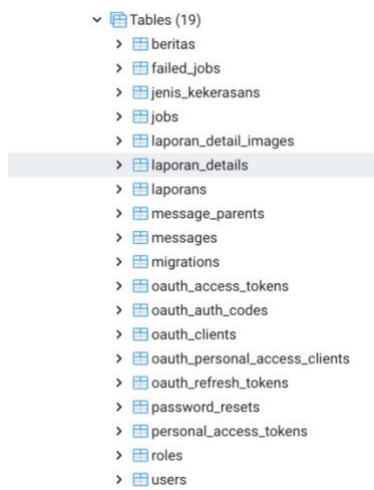 Tables (19)
beritas
failed_jobs
jenis_kekerasans
jobs
laporan_detail_images
laporan_details
laporans
message_parents
messages
migrations
oauth_access_tokens
oauth_auth_codes
oauth_clients
oauth_personal_access_clients
oauth_refresh_tokens
password_resets
personal_access_tokens
roles
users